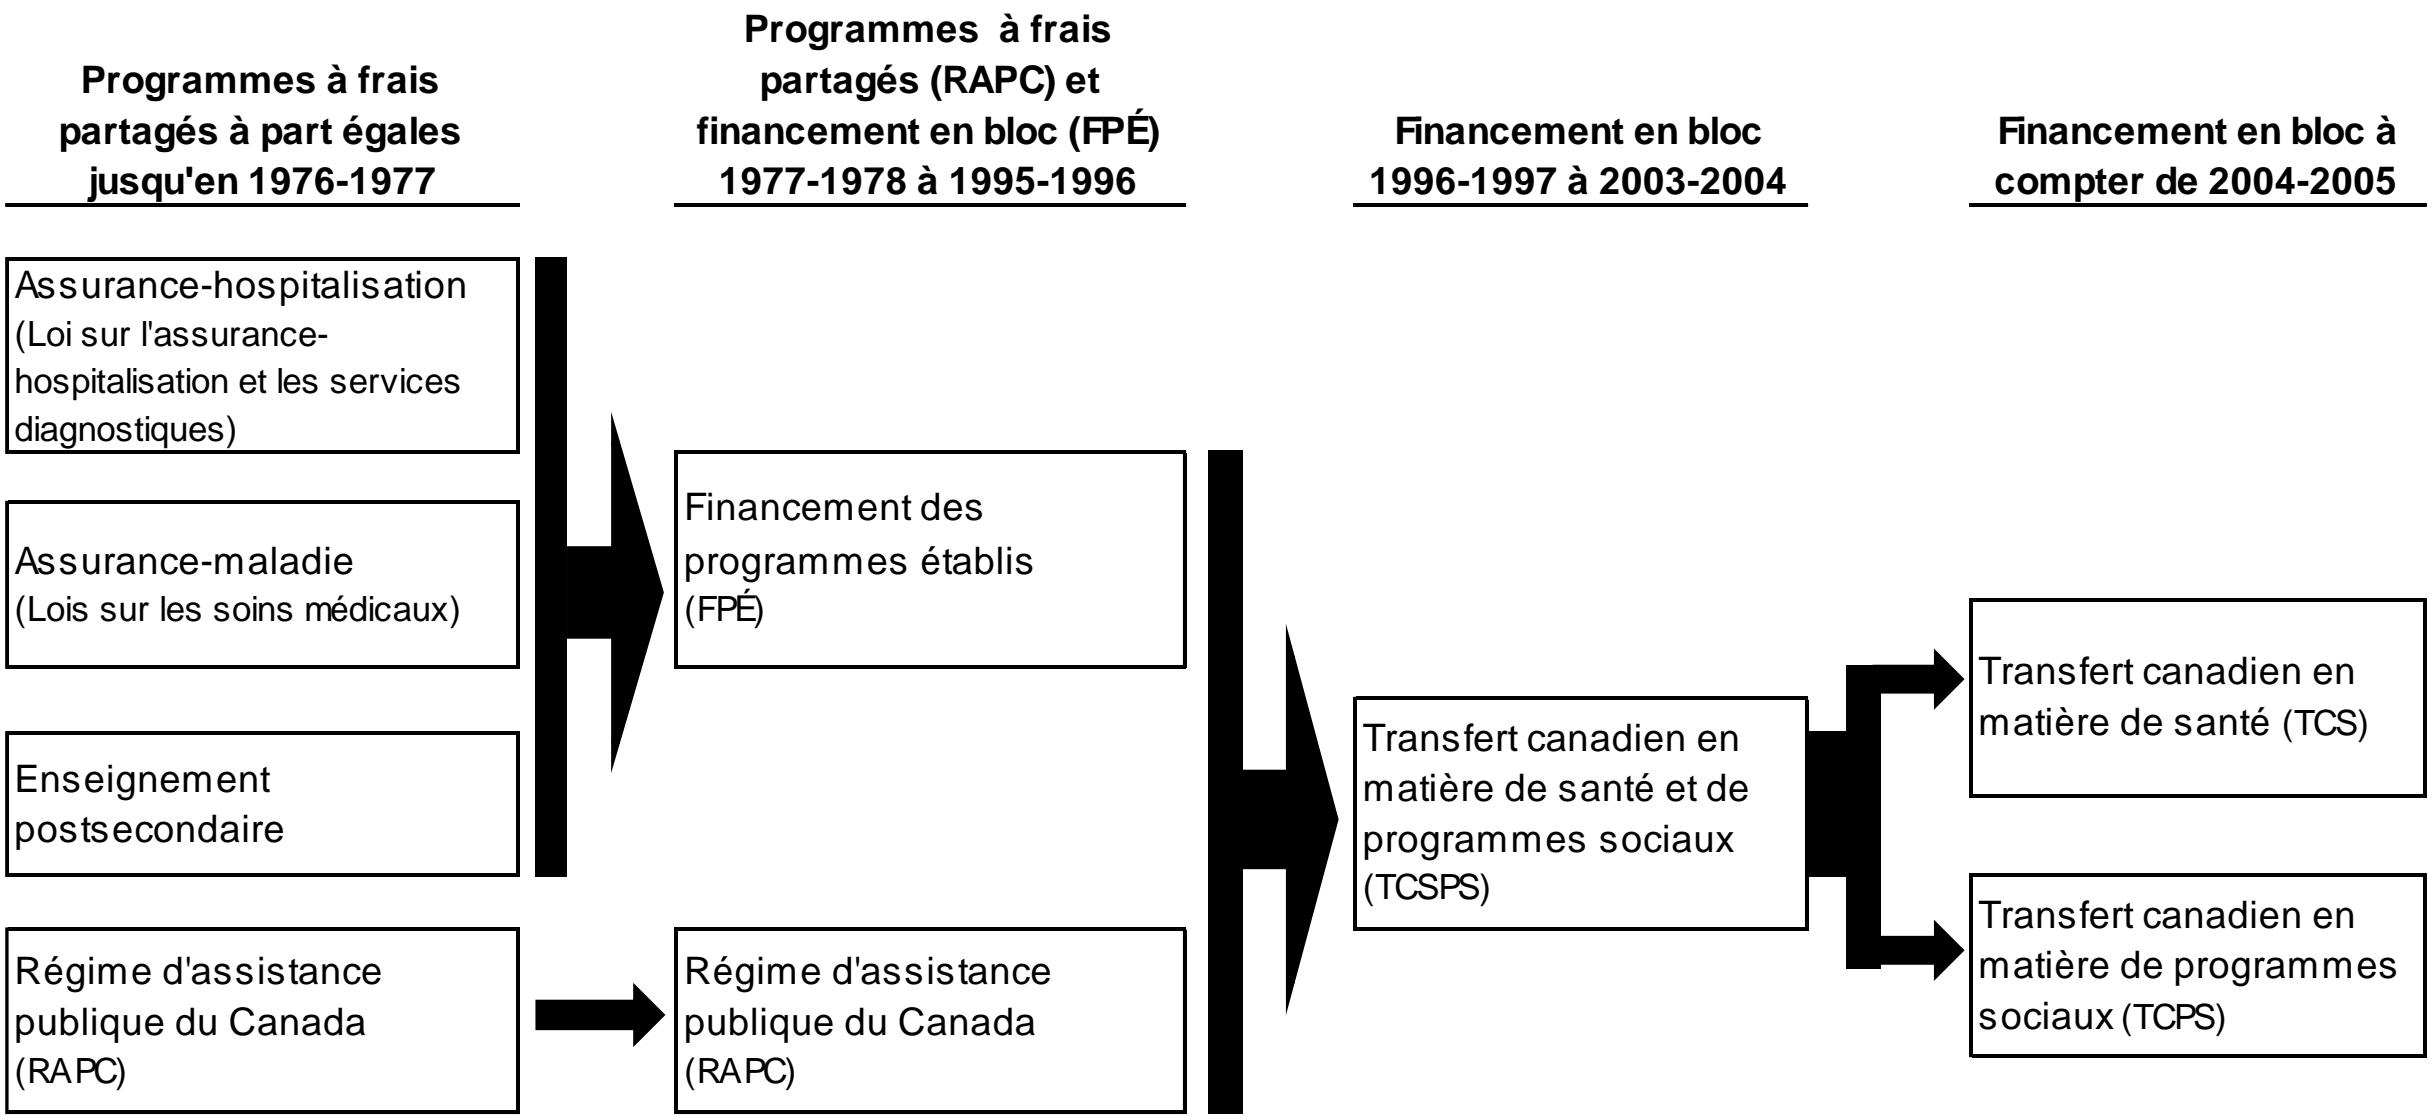 Programmes à frais
partagés à part égales
jusqu'en 1976-1977
Programmes à frais
partagés (RAPC) et
financement en bloc (FPÉ)
1977-1978 à 1995-1996
Financement en bloc
1996-1997 à 2003-2004
Financement en bloc à
compter de 2004-2005
Assurance-hospitalisation
(Loi sur l'assurance-
hospitalisation et les services
diagnostiques)
Assurance-maladie
(Lois sur les soins médicaux)
Enseignement
postsecondaire
Régime d'assistance
publique du Canada
(RAPC)
Financement des
programmes établis
(FPÉ)
Régime d'assistance
publique du Canada
(RAPC)
Transfert canadien en
matière de santé et de
programmes sociaux
(TCSPS)
Transfert canadien en
matière de santé (TCS)
Transfert canadien en
matière de programmes
sociaux (TCPS)